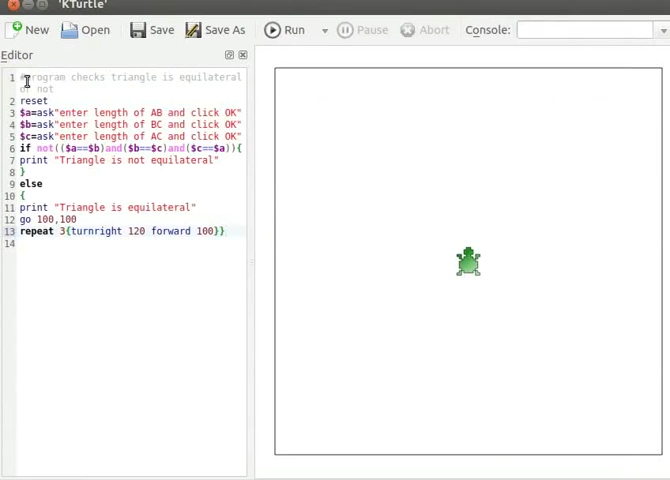 'KTurtle'
New Open Save Save As Run Pause Abort Console:
Editor
1 #Program checks triangle is equilateral
or not
2 reset
3 $a=ask"enter length of AB and click OK"
4 $b=ask"enter length of BC and click OK"
5 $c=ask"enter length of AC and click OK"
6 if not(($a==$b)and($b==$c)and($c==$a)){
7 print "Triangle is not equilateral"
8 }
9 else
10 {
11 print "Triangle is equilateral"
12 go 100,100
13 repeat 3{turnright 120 forward 100}}
14